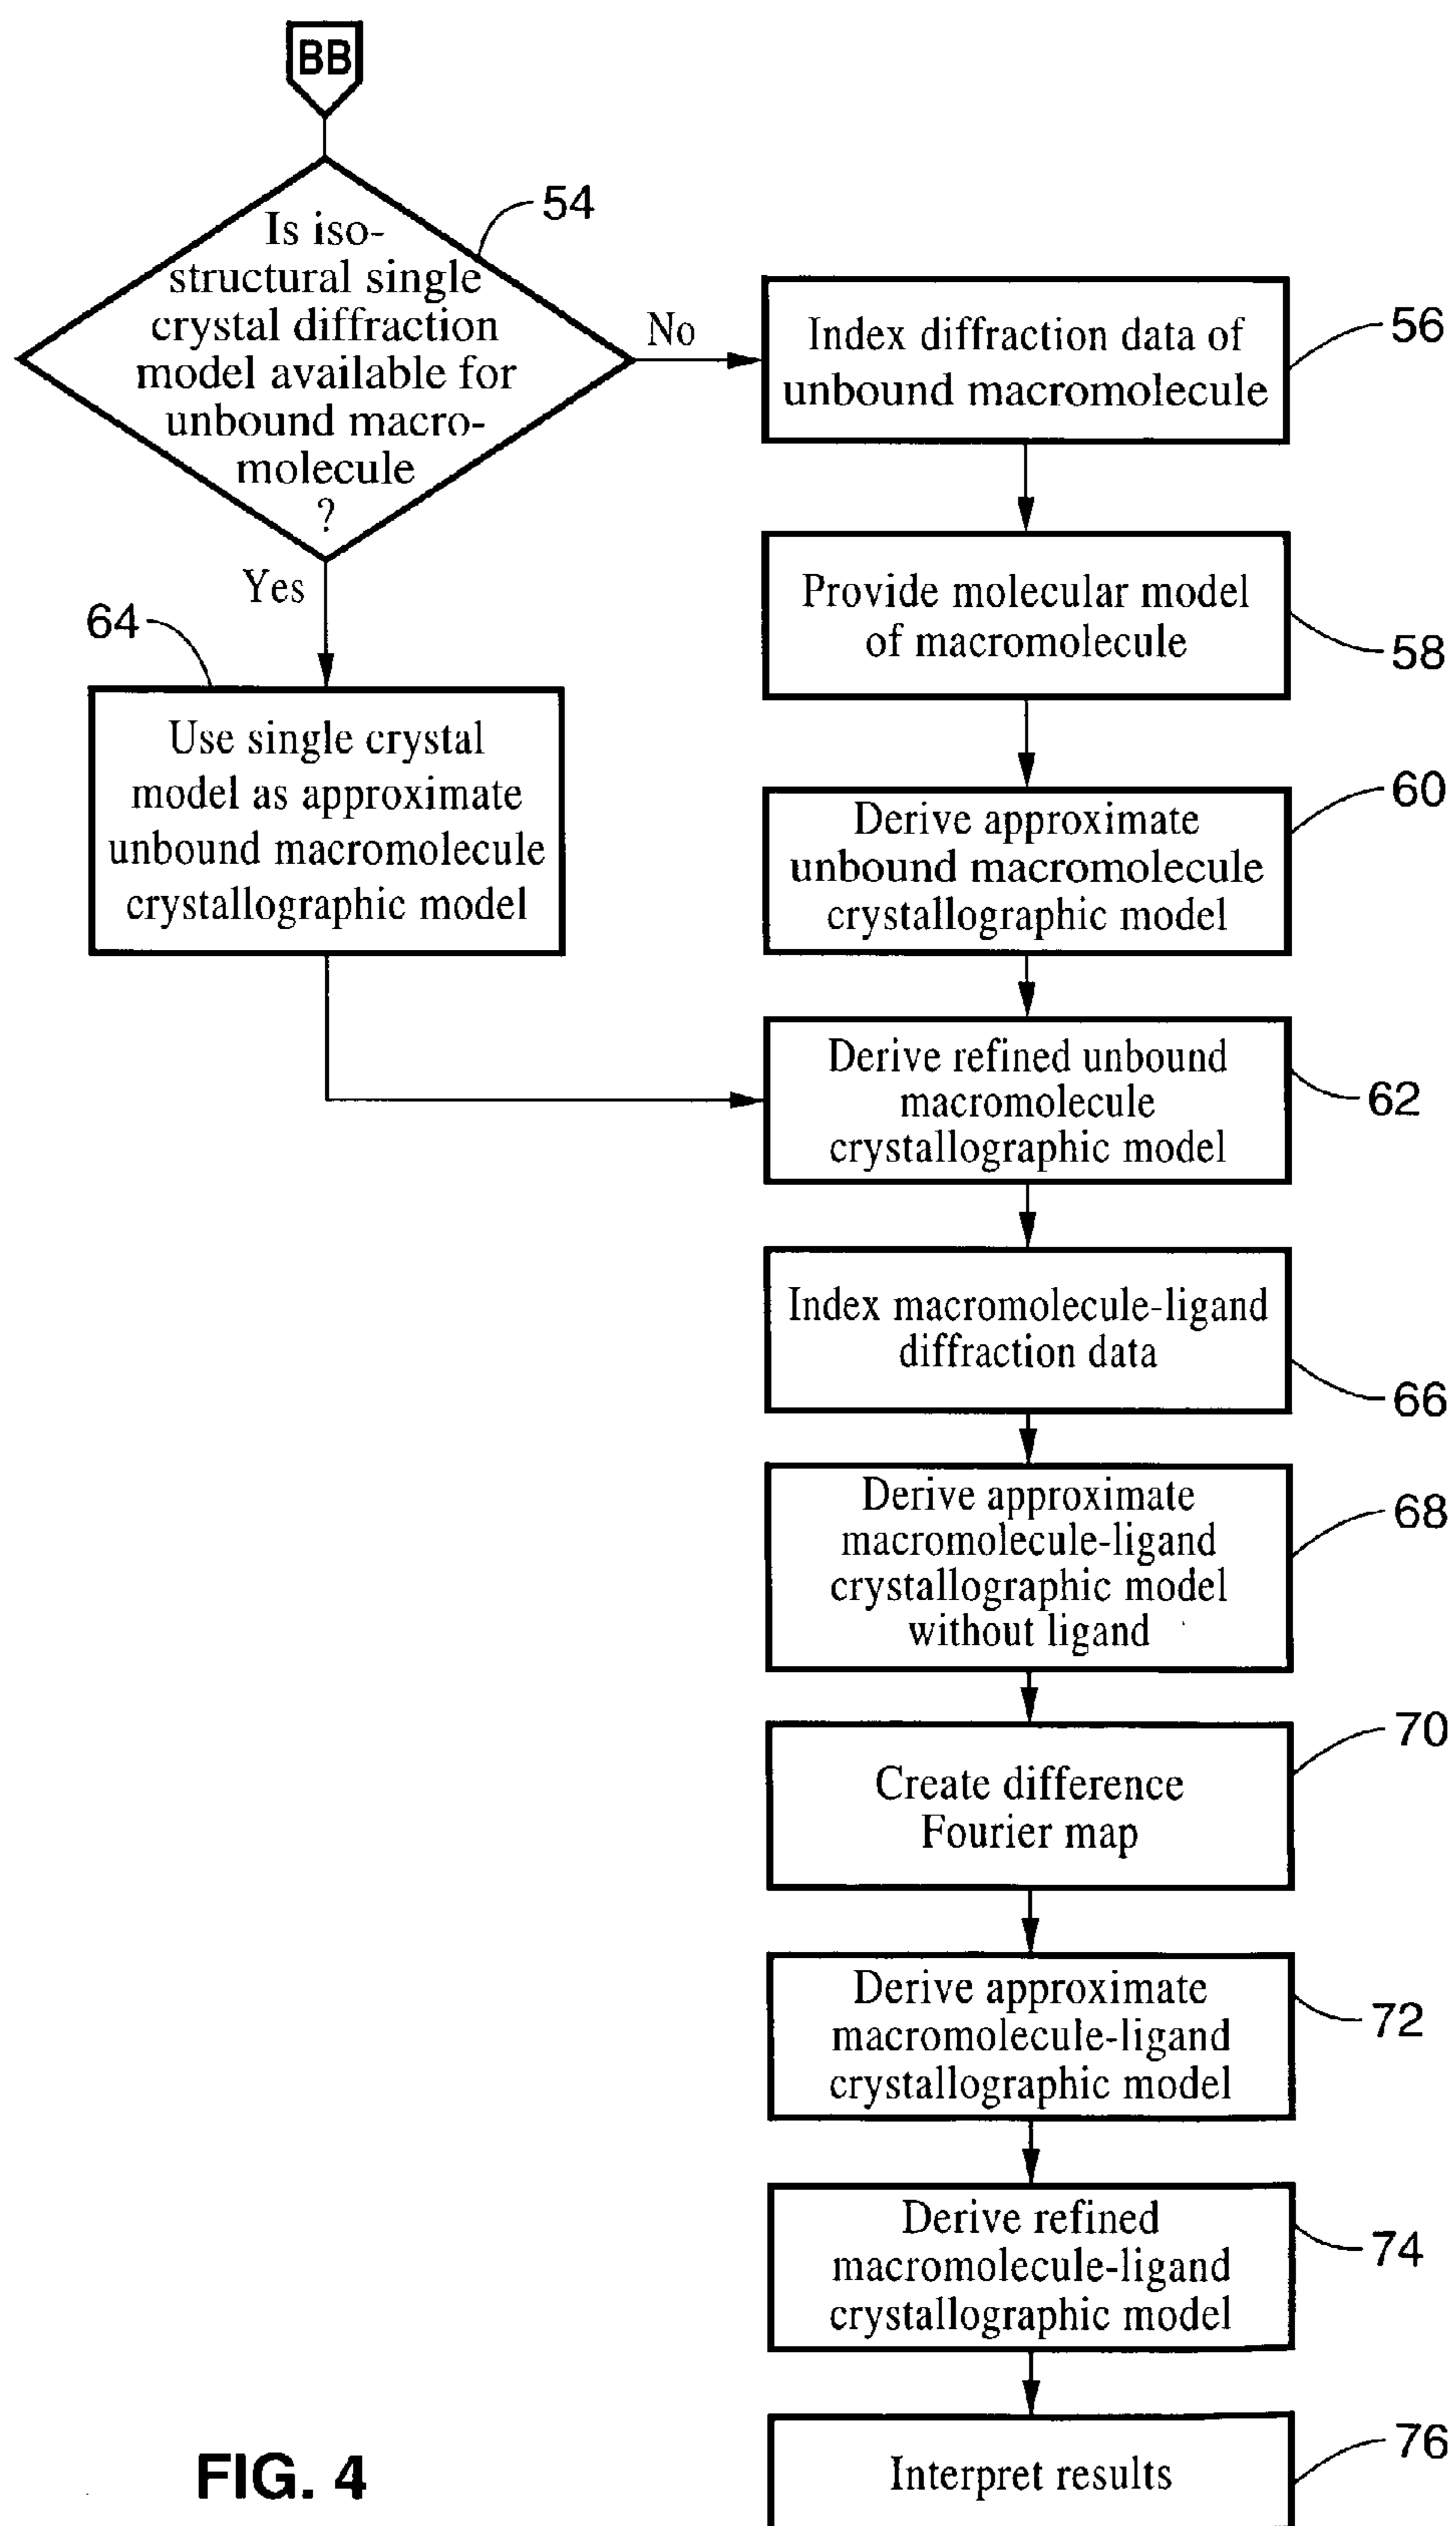 BB
Is iso-
structural single
crystal diffraction
model available for
unbound macro-
molecule
?
54
No
Yes
Index diffraction data of
unbound macromolecule
56
Provide molecular model
of macromolecule
58
64
Use single crystal
model as approximate
unbound macromolecule
crystallographic model
Derive approximate
unbound macromolecule
crystallographic model
60
Derive refined unbound
macromolecule
crystallographic model
62
Index macromolecule-ligand
diffraction data
66
Derive approximate
macromolecule-ligand
crystallographic model
without ligand
68
Create difference
Fourier map
70
Derive approximate
macromolecule-ligand
crystallographic model
72
Derive refined
macromolecule-ligand
crystallographic model
74
Interpret results
76
FIG. 4